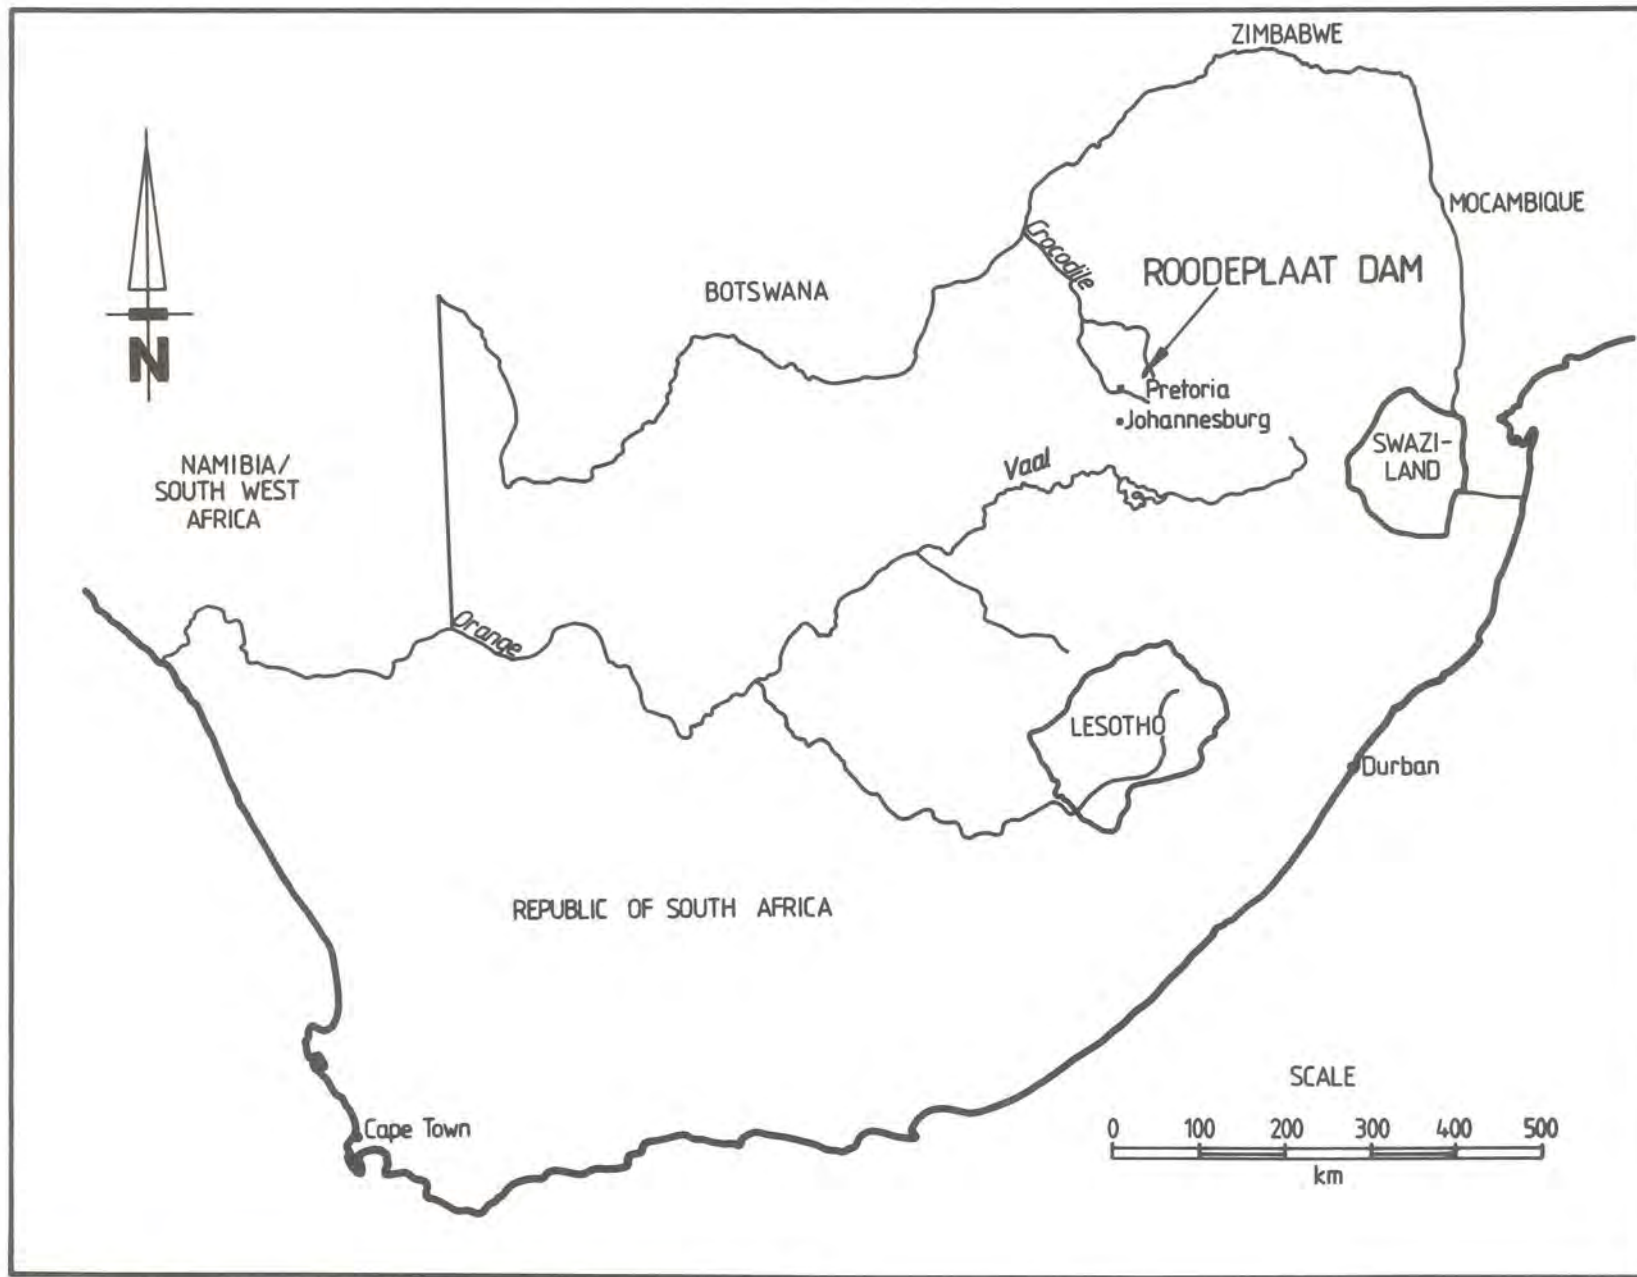 ZIMBABWE
MOCAMBIQUE
Crocodile
ROODEPLAAT DAM
BOTSWANA
N
Pretoria
Johannesburg
SWAZI-
LAND
Vaal
NAMIBIA/
SOUTH WEST
AFRICA
Orange
LESOTHO
Durban
REPUBLIC OF SOUTH AFRICA
SCALE
Cape Town
0 100 200 300 400 500
km